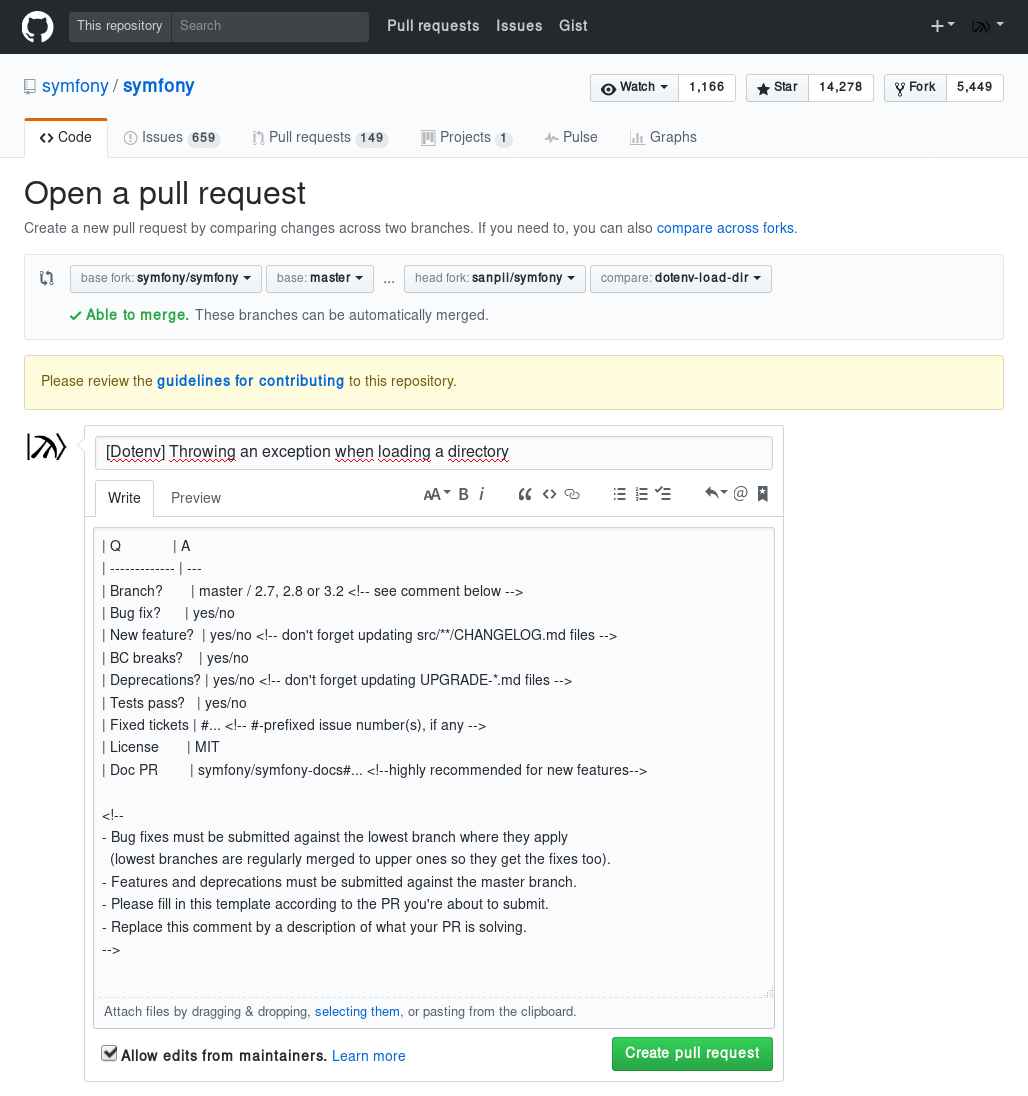 This repository Search Pull requests Issues Gist
symfony / symfony Watch 1,166 Star 14,278 Fork 5,449
Code Issues 659 Pull requests 149 Projects 1 Pulse Graphs
Open a pull request
Create a new pull request by comparing changes across two branches. If you need to, you can also compare across forks.
base fork: symfony/symfony base: master ... head fork: sanpii/symfony compare: dotenv-load-dir
Able to merge. These branches can be automatically merged.
Please review the guidelines for contributing to this repository.
[Dotenv] Throwing an exception when loading a directory
Write Preview AA B i @
| Q | A
| ------------- | ---
| Branch? | master / 2.7, 2.8 or 3.2 <!-- see comment below -->
| Bug fix? | yes/no
| New feature? | yes/no <!-- don't forget updating src/**/CHANGELOG.md files -->
| BC breaks? | yes/no
| Deprecations? | yes/no <!-- don't forget updating UPGRADE-*.md files -->
| Tests pass? | yes/no
| Fixed tickets | #... <!-- #-prefixed issue number(s), if any -->
| License | MIT
| Doc PR | symfony/symfony-docs#... <!--highly recommended for new features-->
<!--
- Bug fixes must be submitted against the lowest branch where they apply
(lowest branches are regularly merged to upper ones so they get the fixes too).
- Features and deprecations must be submitted against the master branch.
- Please fill in this template according to the PR you're about to submit.
- Replace this comment by a description of what your PR is solving.
-->
Attach files by dragging & dropping, selecting them, or pasting from the clipboard.
Allow edits from maintainers. Learn more Create pull request